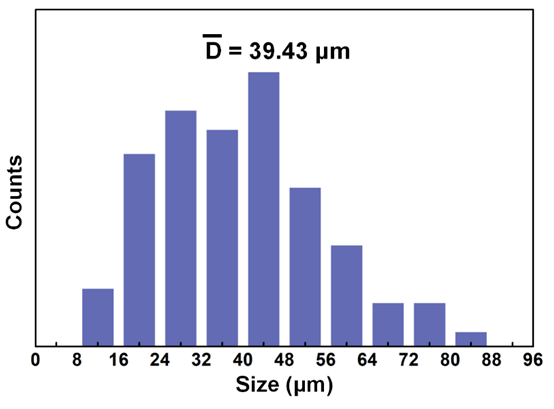 D̅ = 39.43 μm
Counts
0 8 16 24 32 40 48 56 64 72 80 88 96
Size (μm)